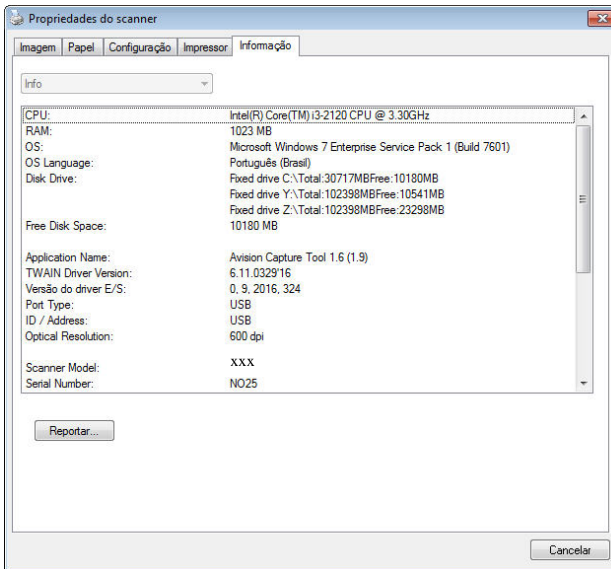 Propriedades do scanner
Imagem Papel Configuração Impressor Informação
Info
CPU: Intel(R) Core(TM) i3-2120 CPU @ 3.30GHz
RAM: 1023 MB
OS: Microsoft Windows 7 Enterprise Service Pack 1 (Build 7601)
OS Language: Português (Brasil)
Disk Drive: Fixed drive C:\Total:30717MBFree:10180MB
Fixed drive Y:\Total:102398MBFree:10541MB
Fixed drive Z:\Total:102398MBFree:23298MB
Free Disk Space: 10180 MB
Application Name: Avision Capture Tool 1.6 (1.9)
TWAIN Driver Version: 6.11.0329'16
Versão do driver E/S: 0, 9, 2016, 324
Port Type: USB
ID / Address: USB
Optical Resolution: 600 dpi
Scanner Model: xxx
Serial Number: NO25
Reportar...
Cancelar